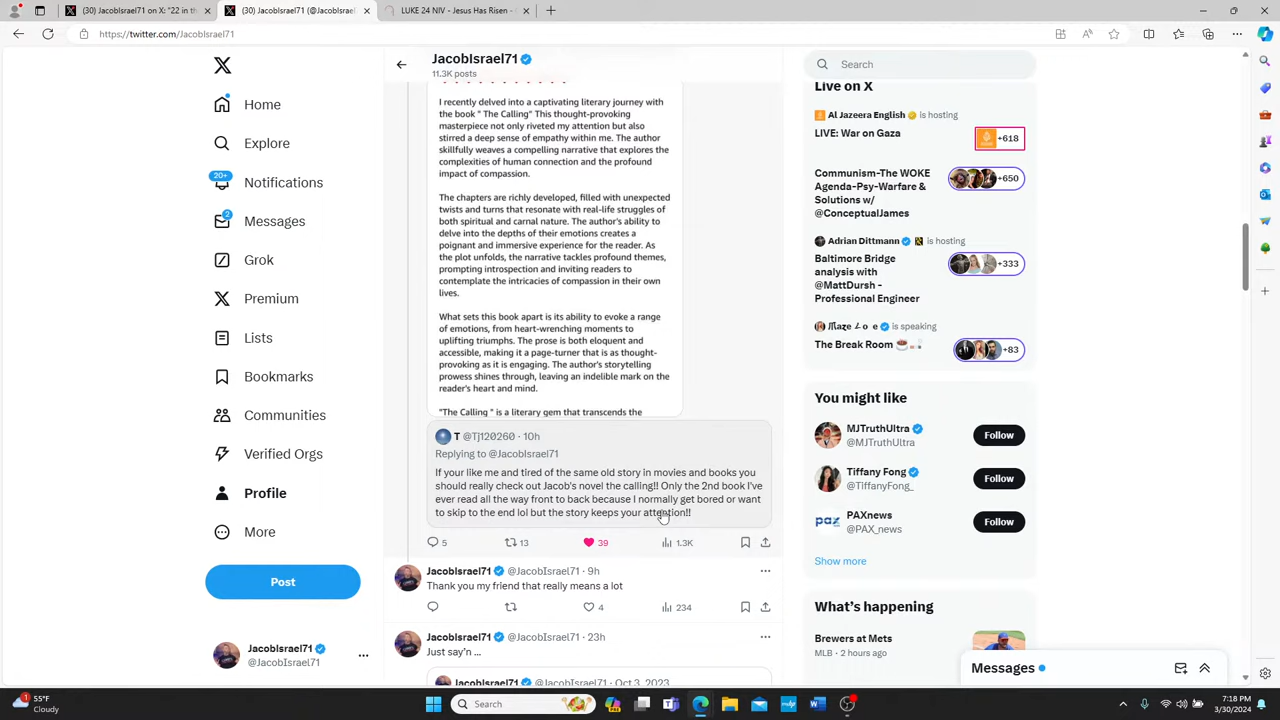 (30) JacobIsrael71 on X: "22 in th
(30) JacobIsrael71 (@JacobIsrael
LUKE 24 NIV - Jesus Has Risen -
https://twitter.com/JacobIsrael71
Home
Explore
20+
Notifications
2
Messages
Grok
Premium
Lists
Bookmarks
Communities
Verified Orgs
Profile
More
Post
JacobIsrael71
@JacobIsrael71
JacobIsrael71
11.3K posts
I recently delved into a captivating literary journey with
the book " The Calling" This thought-provoking
masterpiece not only riveted my attention but also
stirred a deep sense of empathy within me. The author
skillfully weaves a compelling narrative that explores the
complexities of human connection and the profound
impact of compassion.
The chapters are richly developed, filled with unexpected
twists and turns that resonate with real-life struggles of
both spiritual and carnal nature. The author's ability to
delve into the depths of their emotions creates a
poignant and immersive experience for the reader. As
the plot unfolds, the narrative tackles profound themes,
prompting introspection and inviting readers to
contemplate the intricacies of compassion in their own
lives.
What sets this book apart is its ability to evoke a range
of emotions, from heart-wrenching moments to
uplifting triumphs. The prose is both eloquent and
accessible, making it a page-turner that is as thought-
provoking as it is engaging. The author's storytelling
prowess shines through, leaving an indelible mark on the
reader's heart and mind.
"The Calling " is a literary gem that transcends the
T @Tj120260 · 10h
Replying to @JacobIsrael71
If your like me and tired of the same old story in movies and books you
should really check out Jacob's novel the calling!! Only the 2nd book I've
ever read all the way front to back because I normally get bored or want
to skip to the end lol but the story keeps your attention!!
5 13 39 1.3K
JacobIsrael71 @JacobIsrael71 · 9h
Thank you my friend that really means a lot
4 234
JacobIsrael71 @JacobIsrael71 · 23h
Just say'n ...
JacobIsrael71 @JacobIsrael71 · Oct 3, 2023
Search
Live on X
Al Jazeera English is hosting
LIVE: War on Gaza
+618
Communism-The WOKE
Agenda-Psy-Warfare &
Solutions w/
@ConceptualJames
+650
Adrian Dittmann is hosting
Baltimore Bridge
analysis with
@MattDursh -
Professional Engineer
+333
is speaking
The Break Room
+83
You might like
MJTruthUltra
@MJTruthUltra
Follow
Tiffany Fong
@TiffanyFong_
Follow
PAXnews
@PAX_news
Follow
Show more
What's happening
Brewers at Mets
MLB · 2 hours ago
Messages
1
55°F
Cloudy
Search
7:18 PM
3/30/2024